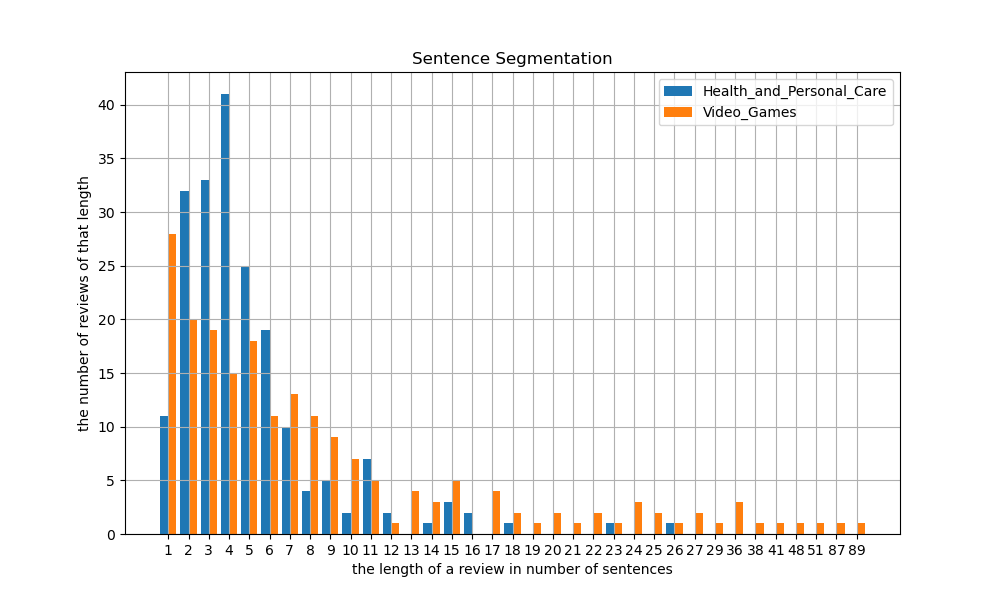 Sentence Segmentation
Health_and_Personal_Care
Video_Games
the number of reviews of that length
40
35
30
25
20
15
10
5
0
1 2 3 4 5 6 7 8 9 10 11 12 13 14 15 16 17 18 19 20 21 22 23 24 25 26 27 29 36 38 41 48 51 87 89
the length of a review in number of sentences